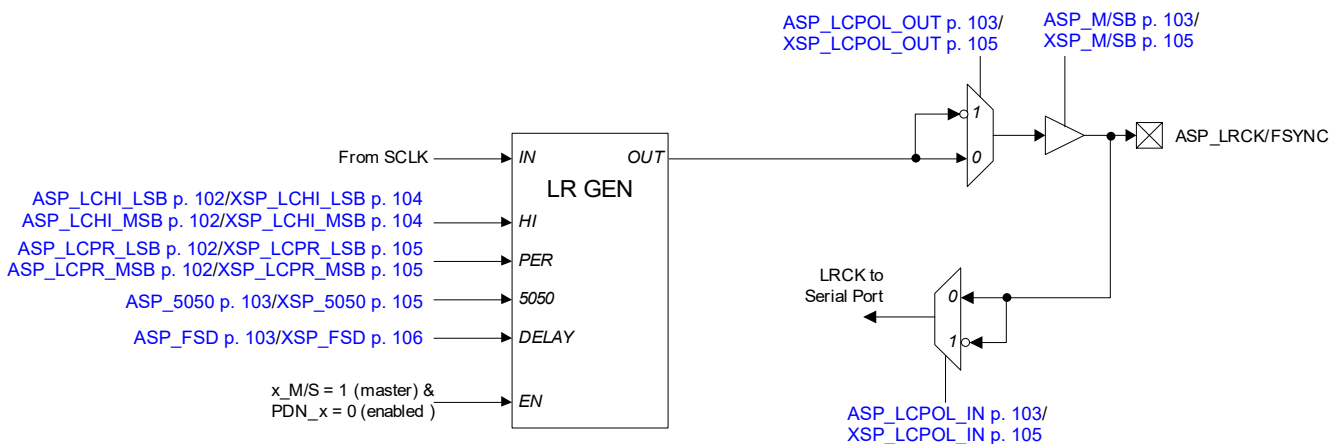 ASP_LCPOL_OUT p. 103/
XSP_LCPOL_OUT p. 105
ASP_M/SB p. 103/
XSP_M/SB p. 105
1
0
ASP_LRCK/FSYNC
From SCLK
IN
OUT
LR GEN
ASP_LCHI_LSB p. 102/XSP_LCHI_LSB p. 104
ASP_LCHI_MSB p. 102/XSP_LCHI_MSB p. 104
HI
ASP_LCPR_LSB p. 102/XSP_LCPR_LSB p. 105
ASP_LCPR_MSB p. 102/XSP_LCPR_MSB p. 105
PER
ASP_5050 p. 103/XSP_5050 p. 105
5050
ASP_FSD p. 103/XSP_FSD p. 106
DELAY
x_M/S = 1 (master) &
PDN_x = 0 (enabled )
EN
LRCK to
Serial Port
0
1
ASP_LCPOL_IN p. 103/
XSP_LCPOL_IN p. 105